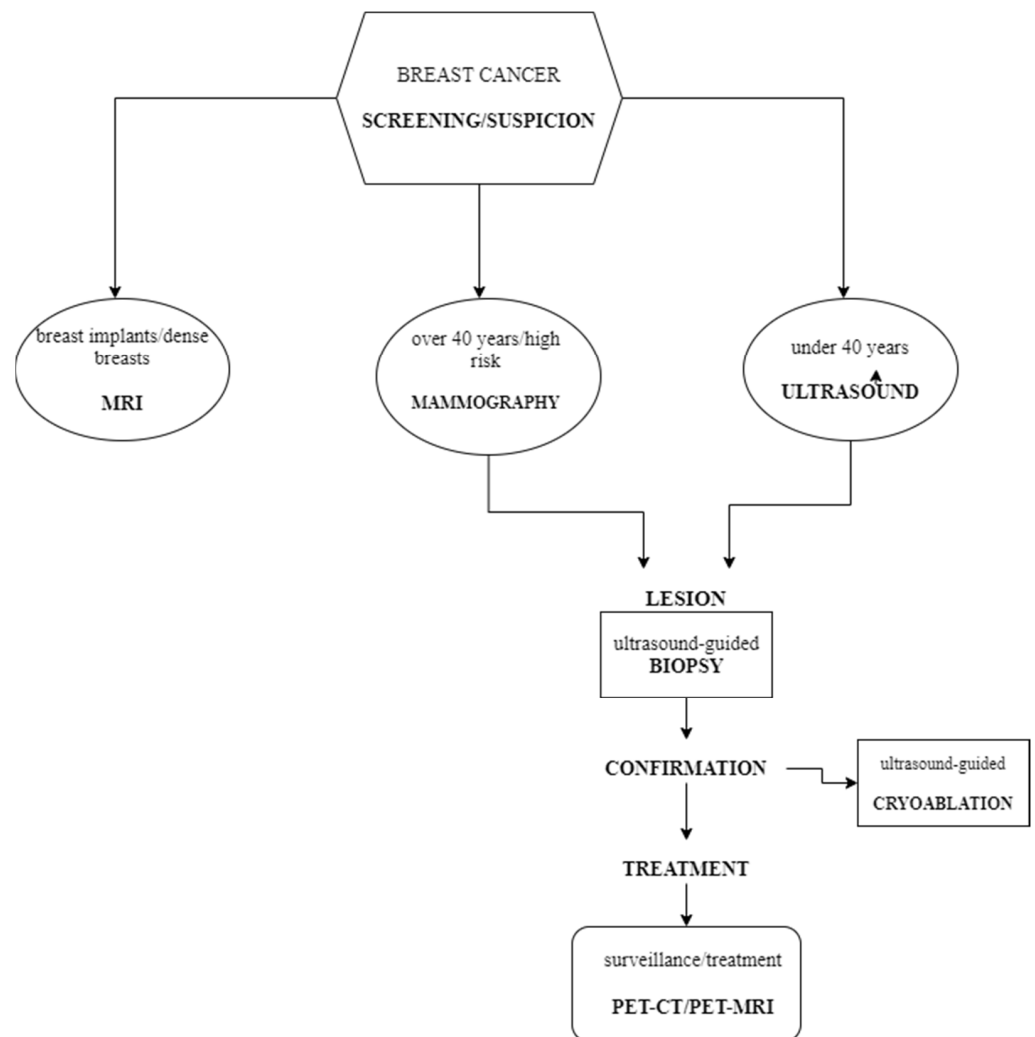 BREAST CANCER
SCREENING/SUSPICION
breast implants/dense
breasts
MRI
over 40 years/high
risk
MAMMOGRAPHY
under 40 years
ULTRASOUND
LESION
ultrasound-guided
BIOPSY
CONFIRMATION
ultrasound-guided
CRYOABLATION
TREATMENT
surveillance/treatment
PET-CT/PET-MRI